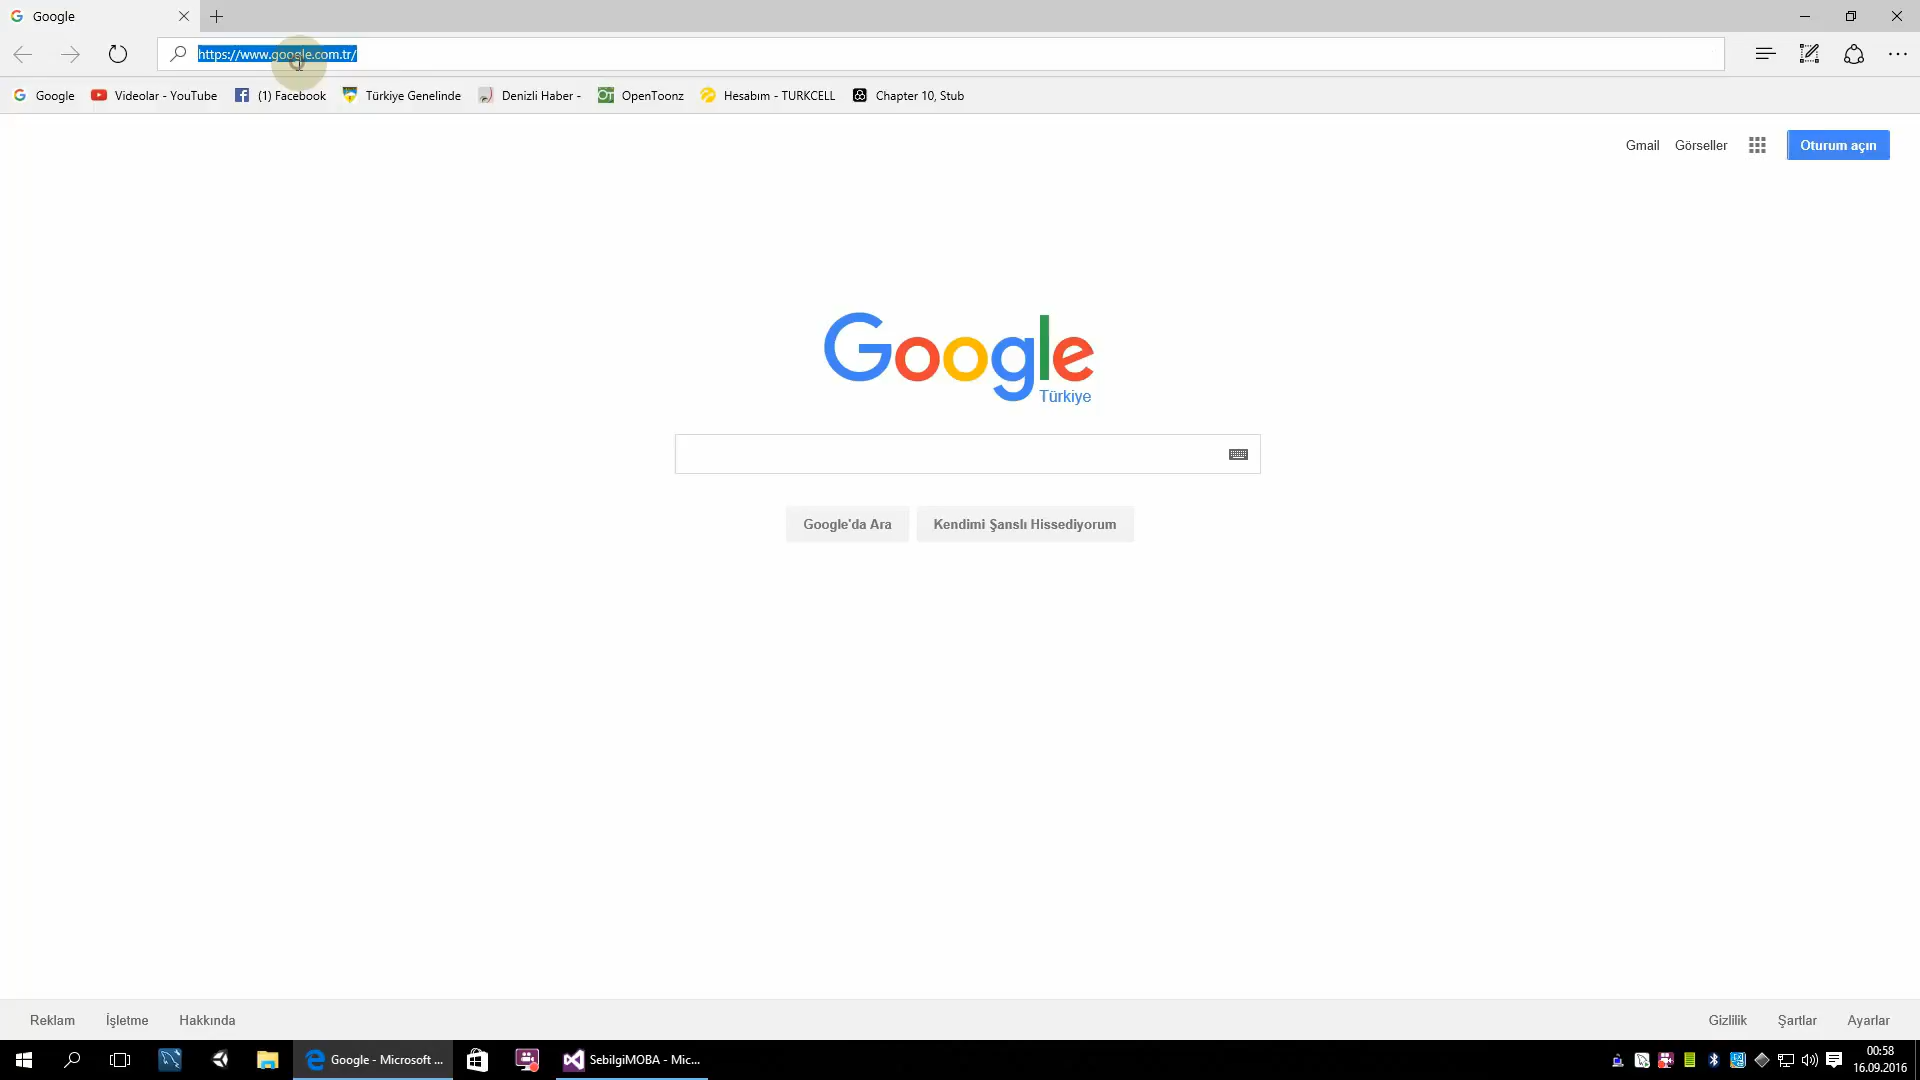 Google
https://www.google.com.tr/
Google
Videolar - YouTube
(1) Facebook
Türkiye Genelinde
Denizli Haber -
OpenToonz
Hesabım - TURKCELL
Chapter 10, Stub
Gmail
Görseller
Oturum açın
Google
Türkiye
Google'da Ara
Kendimi Şanslı Hissediyorum
Reklam
İşletme
Hakkında
Gizlilik
Şartlar
Ayarlar
Google - Microsoft ...
SebilgiMOBA - Mic...
00:58
16.09.2016